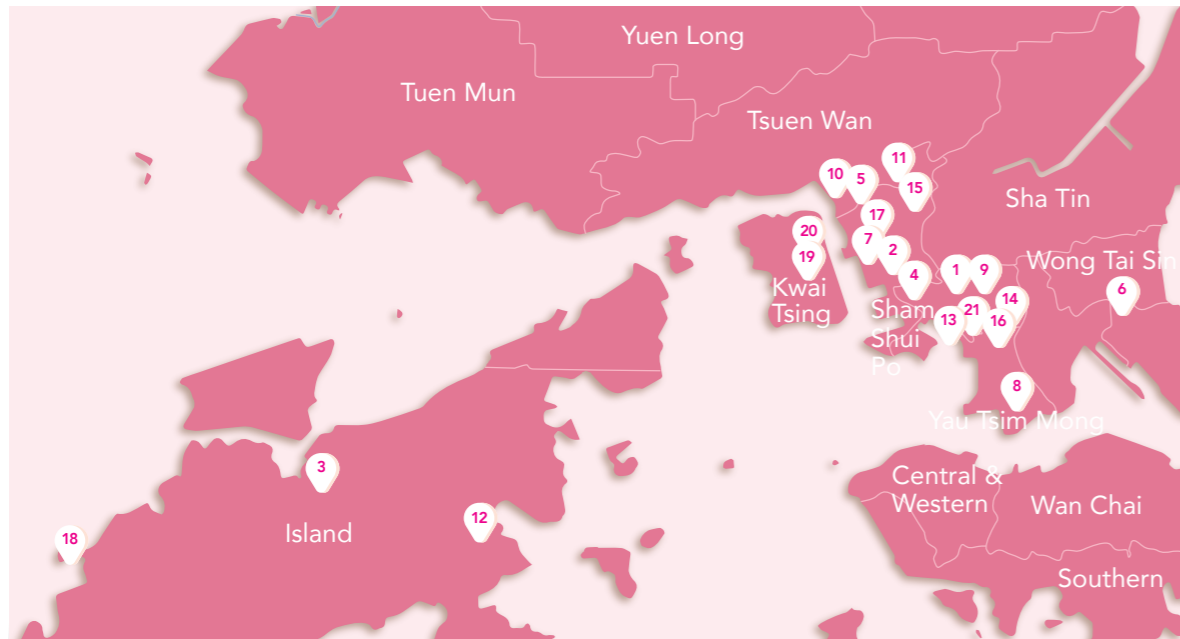 Yuen Long
Tuen Mun
Tsuen Wan
11
10
5
15
Sha Tin
17
20
7
2
19
4
1
9
Wong Tai Sin
6
Kwai
Tsing
14
Sham
Shui
Po
13
21
16
8
Yau Tsim Mong
3
Central &
Western
Wan Chai
12
Island
18
Southern